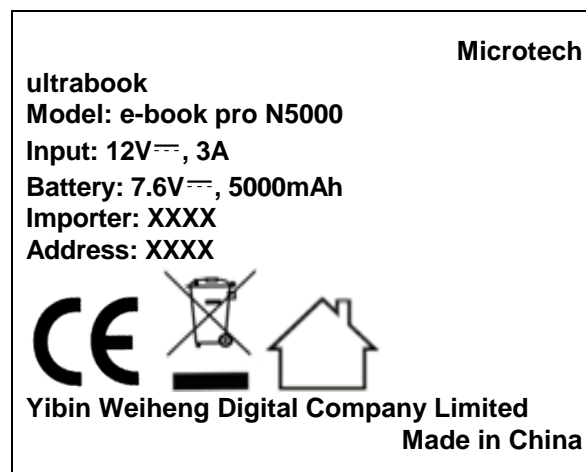 Microtech
ultrabook
Model: e-book pro N5000
Input: 12V⎓, 3A
Battery: 7.6V⎓, 5000mAh
Importer: XXXX
Address: XXXX
CE
Yibin Weiheng Digital Company Limited
Made in China